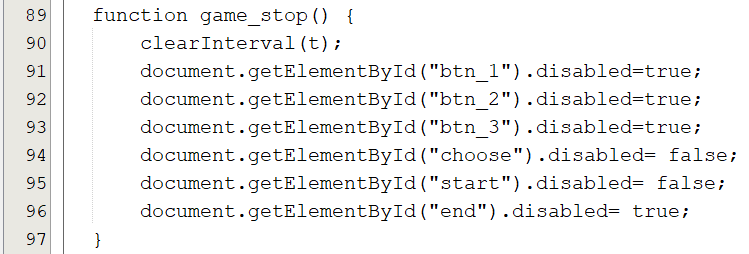 89 function game_stop() {
90 clearInterval(t);
91 document.getElementById("btn_1").disabled=true;
92 document.getElementById("btn_2").disabled=true;
93 document.getElementById("btn_3").disabled=true;
94 document.getElementById("choose").disabled= false;
95 document.getElementById("start").disabled= false;
96 document.getElementById("end").disabled= true;
97 }